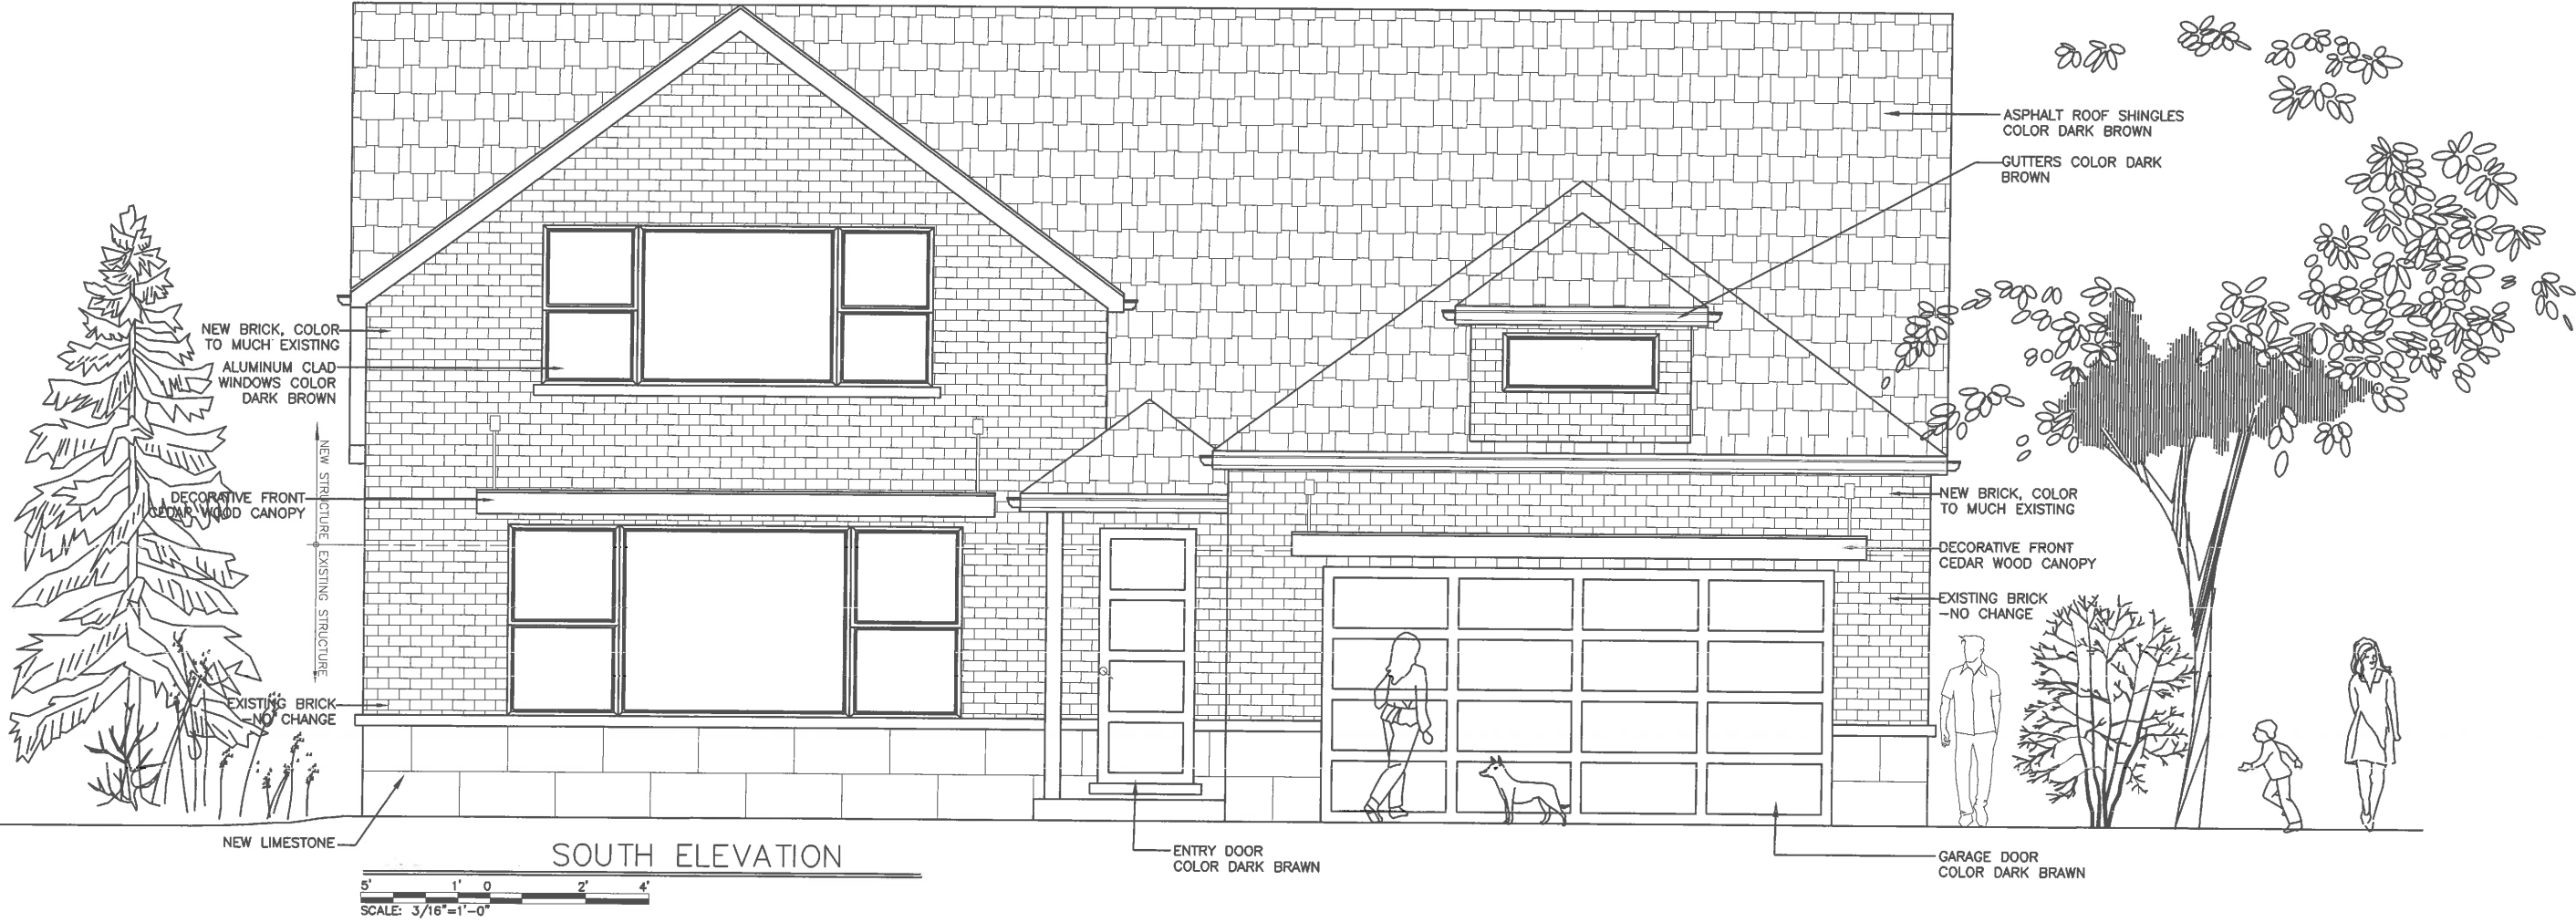 ASPHALT ROOF SHINGLES
COLOR DARK BROWN
GUTTERS COLOR DARK
BROWN
NEW BRICK, COLOR
TO MUCH EXISTING
ALUMINUM CLAD
WINDOWS COLOR
DARK BROWN
NEW STRUCTURE
EXISTING STRUCTURE
DECORATIVE FRONT
CEDAR WOOD CANOPY
NEW BRICK, COLOR
TO MUCH EXISTING
DECORATIVE FRONT
CEDAR WOOD CANOPY
EXISTING BRICK
-NO CHANGE
EXISTING BRICK
-NO CHANGE
NEW LIMESTONE
ENTRY DOOR
COLOR DARK BRAWN
GARAGE DOOR
COLOR DARK BRAWN
SOUTH ELEVATION
5' 1' 0 2' 4'
SCALE: 3/16"=1'-0"